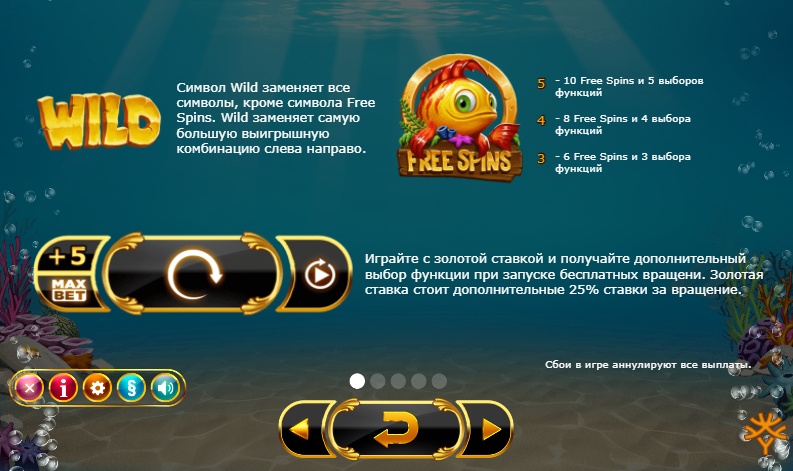 WILD
Символ Wild заменяет все
символы, кроме символа Free
Spins. Wild заменяет самую
большую выигрышную
комбинацию слева направо.
FREE SPINS
5 - 10 Free Spins и 5 выборов
функций
4 - 8 Free Spins и 4 выбора
функций
3 - 6 Free Spins и 3 выбора
функций
+5
MAX
BET
Играйте с золотой ставкой и получайте дополнительный
выбор функции при запуске бесплатных вращени. Золотая
ставка стоит дополнительные 25% ставки за вращение.
Сбои в игре аннулируют все выплаты.